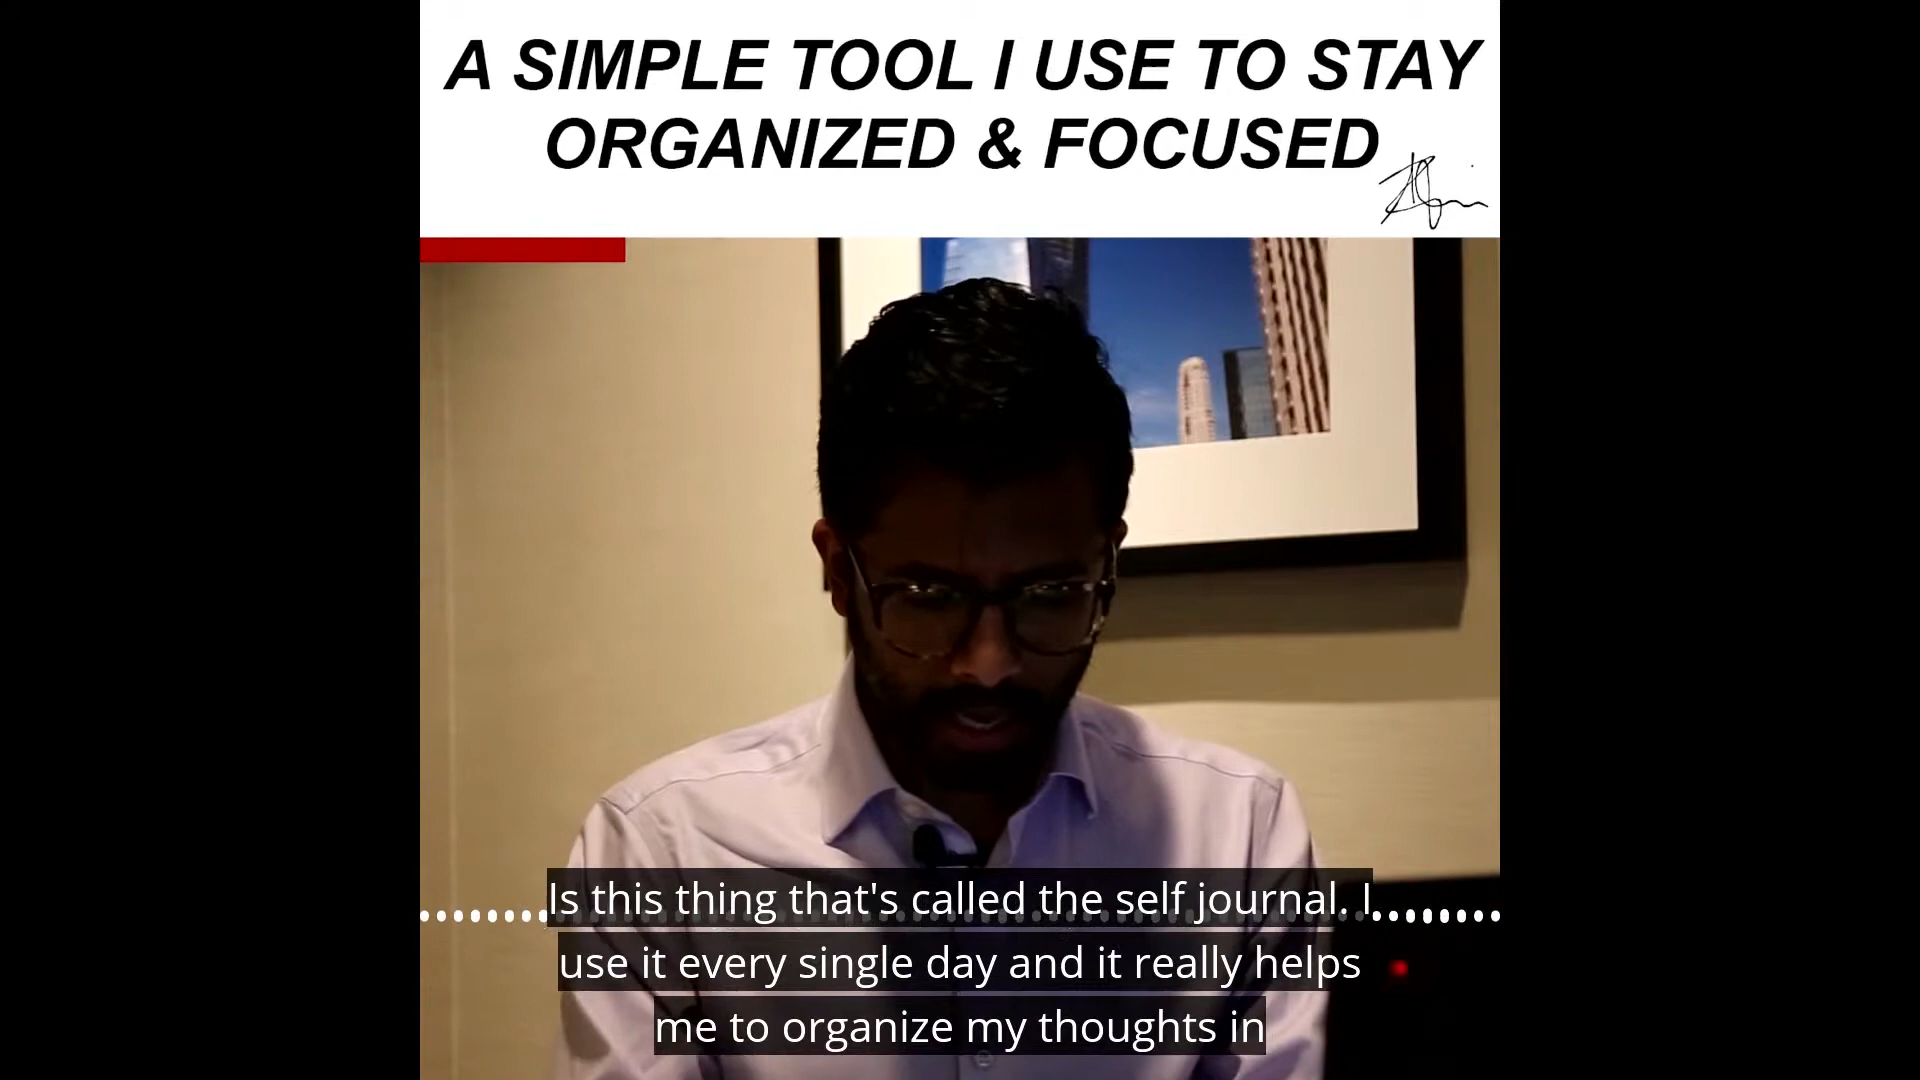 A SIMPLE TOOL I USE TO STAY
ORGANIZED & FOCUSED
Is this thing that's called the self journal. I
use it every single day and it really helps
me to organize my thoughts in